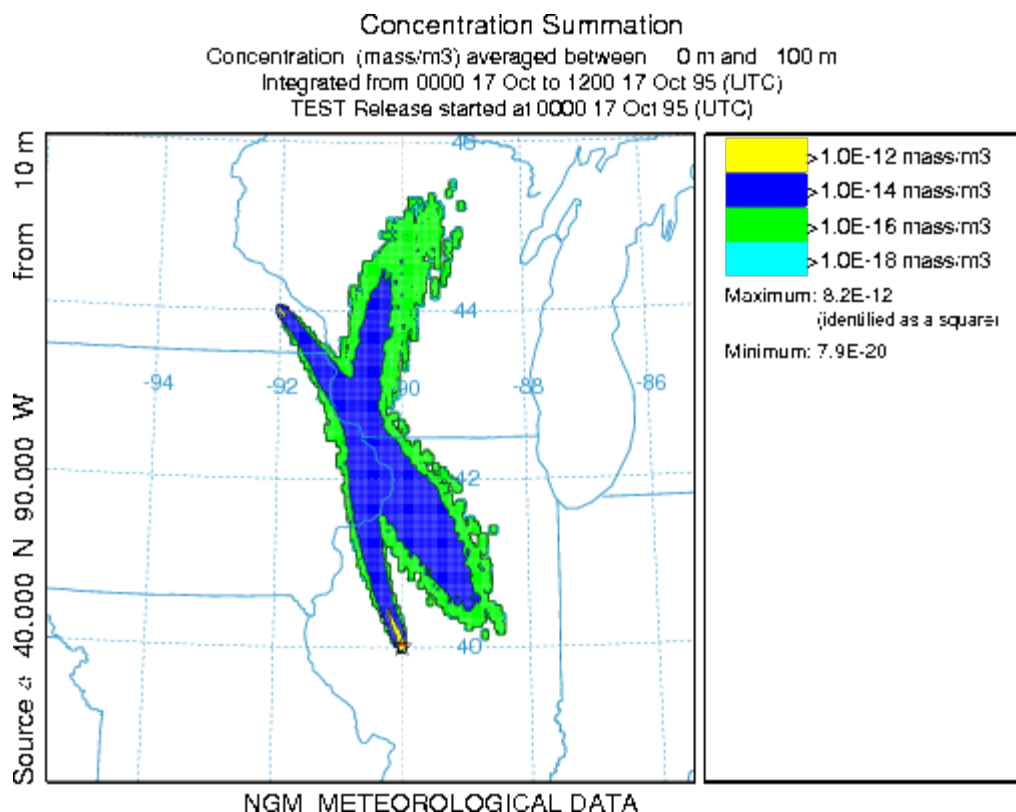 Concentration Summation
Concentration (mass/m3) averaged between 0 m and 100 m
Integrated from 0000 17 Oct to 1200 17 Oct 95 (UTC)
TEST Release started at 0000 17 Oct 95 (UTC)
Source at 40.000 N 90.000 W from 10 m
>1.0E-12 mass/m3
>1.0E-14 mass/m3
>1.0E-16 mass/m3
>1.0E-18 mass/m3
Maximum: 8.2E-12
(identified as a square)
Minimum: 7.9E-20
44
-94 -92 -90 -88 -86
42
40
NGM METEOROLOGICAL DATA